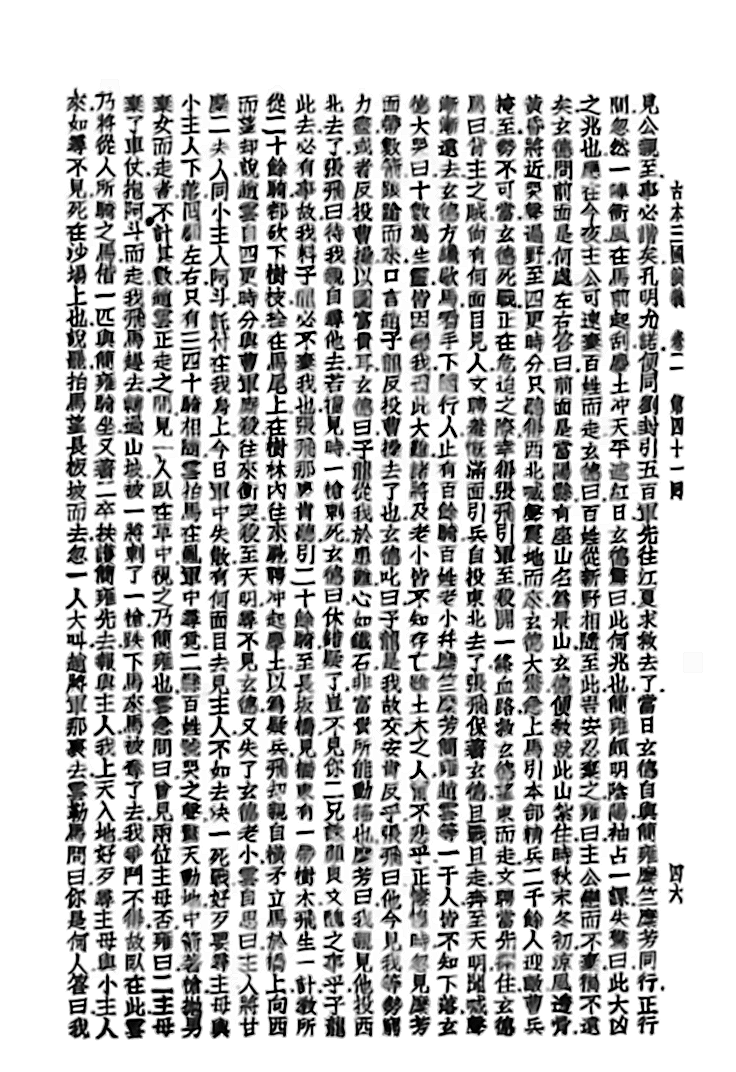 古本三國演義　卷二　第四十一回　四六
見公親至事必諧矣孔明允諾便同劉封引五百軍先往江夏求救去了當日玄德自與簡雍糜竺糜芳同行正行
間忽然一陣衝風在馬前起刮塵土冲天平遮紅日玄德驚曰此何兆也簡雍頗明陰陽袖占一課失驚曰此大凶
之兆也應在今夜主公可速棄百姓而走玄德曰百姓從新野相隨至此豈安忍棄之雍曰主公戀而不棄禍不遠
矣玄德問前面是何處左右答曰前面是當陽縣有座山名為景山玄德便教就此山紮住時秋末冬初涼風透骨
黃昏將近哭聲遍野至四更時分只聽得西北喊聲震地而來玄德大驚急上馬引本部精兵二千餘人迎敵曹兵
掩至勢不可當玄德死戰正在危迫之際幸得張飛引軍至殺開一條血路救玄德望東而走文聘當先 住玄德
罵曰背主之賊尚有何面目見人文聘羞慚滿面引兵自投東北去了張飛保著玄德且戰且走奔至天明聞喊聲
漸漸遠去玄德方纔歇馬看手下隨行人止有百餘騎百姓老小并糜竺糜芳簡雍趙雲等一干人皆不知下落玄
德大哭曰十數萬生靈皆因戀我遭此大難諸將及老小皆不知存亡雖土木之人寧不悲乎正悽惶時忽見糜芳
面帶數箭踉蹌而來口言趙子龍反投曹操去了也玄德叱曰子龍是我故交安肯反乎張飛曰他今見我等勢窮
力盡或者反投曹操以圖富貴耳玄德曰子龍從我於患難心如鐵石非富貴所能動搖也糜芳曰我親見他投西
北去了張飛曰待我親自尋他去若撞見時一槍刺死玄德曰休錯疑了豈不見你二兄誅顏良文醜之事乎子龍
此去必有事故我料子龍必不棄我也張飛那裏肯聽引二十餘騎至長坂橋見橋東有一帶樹木飛生一計教所
從二十餘騎都砍下樹枝拴在馬尾上在樹林內往來馳騁冲起塵土以為疑兵飛却親自橫矛立馬於橋上向西
而望却說趙雲自四更時分與曹軍廝殺往來衝突殺至天明尋不見玄德又失了玄德老小雲自思曰主人將甘
糜二夫人同小主人阿斗託付在我身上今日軍中失散有何面目去見主人不如去決一死戰好歹要尋主母與
小主人下落回顧左右只有三四十騎相隨雲拍馬在亂軍中尋覓二縣百姓號哭之聲震天動地中箭著槍拋男
棄女而走者不計其數趙雲正走之間見一人臥在草中視之乃簡雍也雲急問曰曾見兩位主母否雍曰二主母
棄了車仗抱阿斗而走我飛馬趕去轉過山坡被一將刺了一槍跌下馬來馬被奪了去我爭鬥不得故臥在此雲
乃將從人所騎之馬借一匹與簡雍騎坐又著二卒扶護簡雍先去報與主人我上天入地好歹尋主母與小主人
來如尋不見死在沙場上也說罷拍馬望長板坡而去忽一人大叫趙將軍那裏去雲勒馬問曰你是何人答曰我